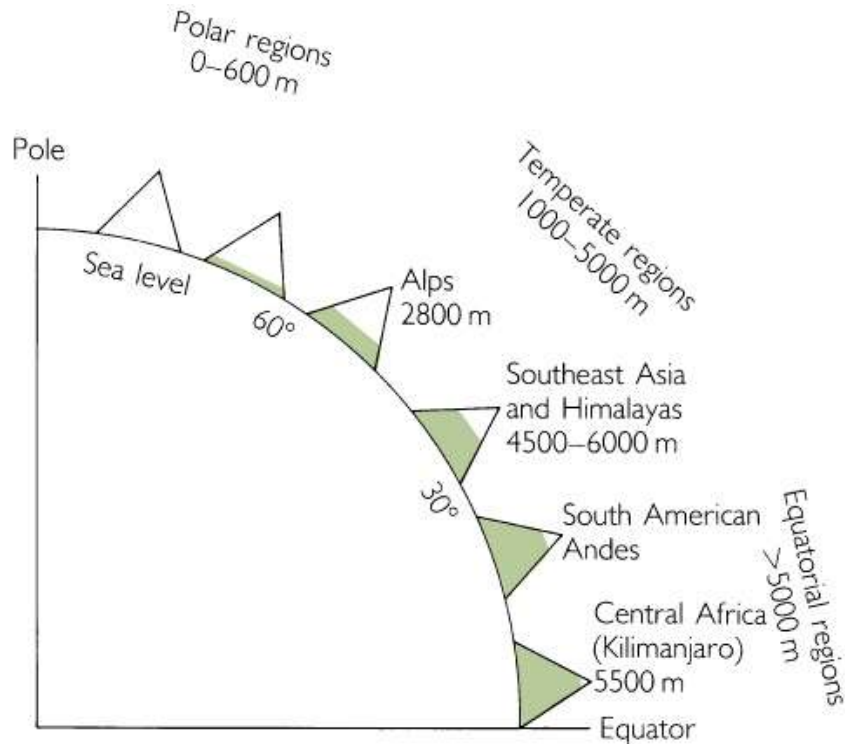 Polar regions
0–600 m
Pole
Temperate regions
1000–5000 m
Sea level
60°
Alps
2800 m
Southeast Asia
and Himalayas
4500–6000 m
30°
South American
Andes
Equatorial regions
>5000 m
Central Africa
(Kilimanjaro)
5500 m
Equator